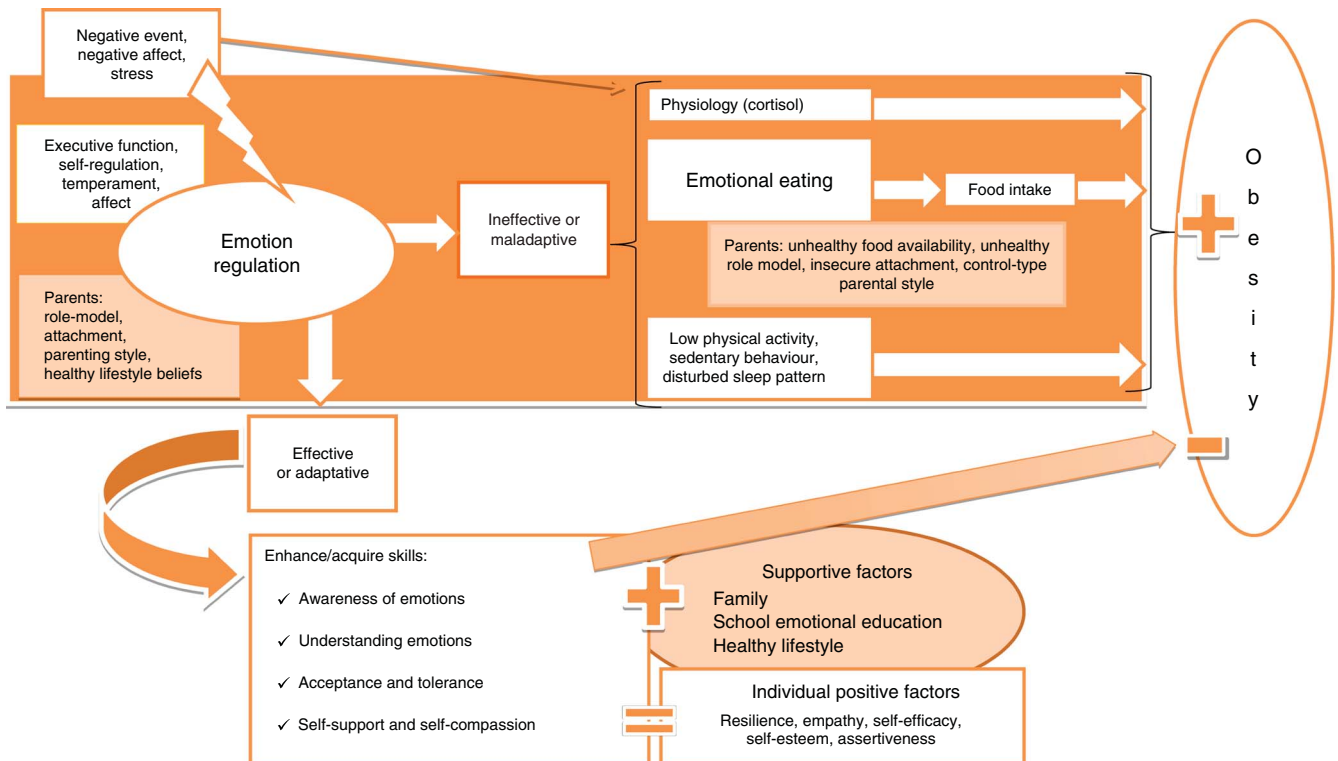 Negative event,
negative affect,
stress
Executive function,
self-regulation,
temperament,
affect
Emotion
regulation
Parents:
role-model,
attachment,
parenting style,
healthy lifestyle beliefs
Ineffective or
maladaptive
Physiology (cortisol)
Emotional eating
Food intake
Parents: unhealthy food availability, unhealthy
role model, insecure attachment, control-type
parental style
Low physical activity,
sedentary behaviour,
disturbed sleep pattern
O
b
e
s
i
t
y
Effective
or adaptative
Enhance/acquire skills:
✓ Awareness of emotions
✓ Understanding emotions
✓ Acceptance and tolerance
✓ Self-support and self-compassion
Supportive factors
Family
School emotional education
Healthy lifestyle
Individual positive factors
Resilience, empathy, self-efficacy,
self-esteem, assertiveness